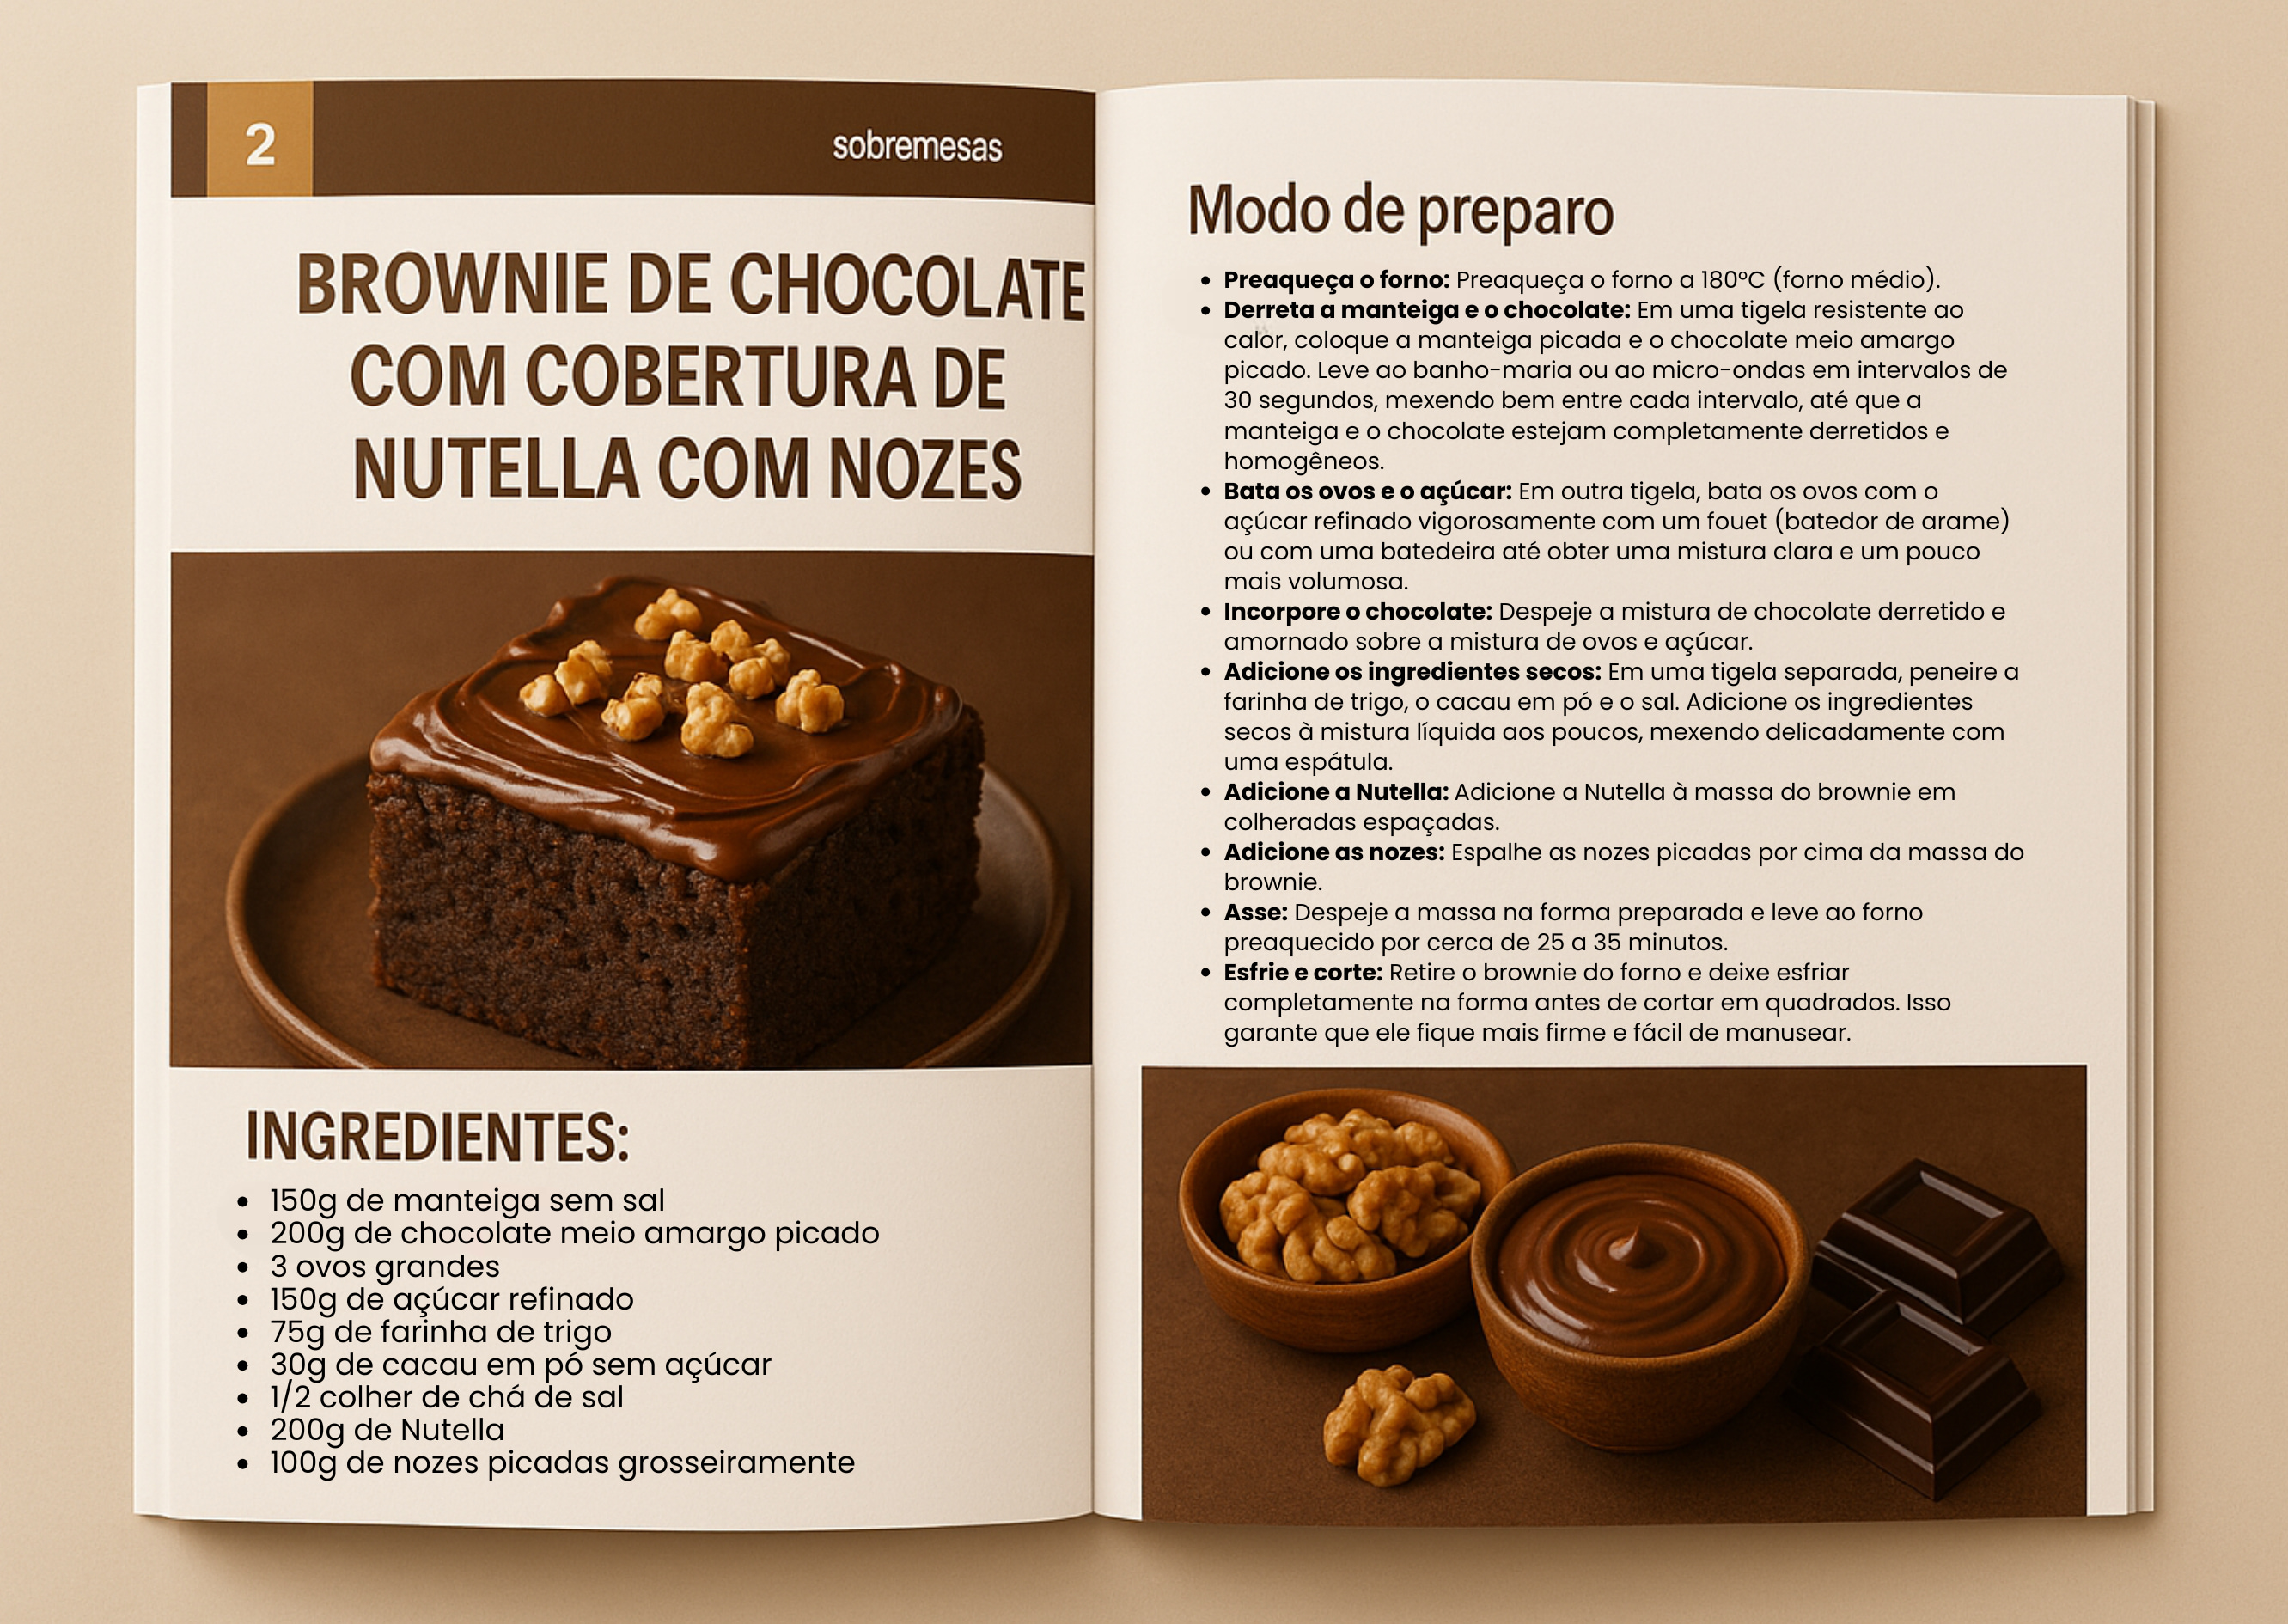 2
sobremesas
BROWNIE DE CHOCOLATE
COM COBERTURA DE
NUTELLA COM NOZES
INGREDIENTES:
• 150g de manteiga sem sal
• 200g de chocolate meio amargo picado
• 3 ovos grandes
• 150g de açúcar refinado
• 75g de farinha de trigo
• 30g de cacau em pó sem açúcar
• 1/2 colher de chá de sal
• 200g de Nutella
• 100g de nozes picadas grosseiramente
Modo de preparo
• Preaqueça o forno: Preaqueça o forno a 180°C (forno médio).
• Derreta a manteiga e o chocolate: Em uma tigela resistente ao
calor, coloque a manteiga picada e o chocolate meio amargo
picado. Leve ao banho-maria ou ao micro-ondas em intervalos de
30 segundos, mexendo bem entre cada intervalo, até que a
manteiga e o chocolate estejam completamente derretidos e
homogêneos.
• Bata os ovos e o açúcar: Em outra tigela, bata os ovos com o
açúcar refinado vigorosamente com um fouet (batedor de arame)
ou com uma batedeira até obter uma mistura clara e um pouco
mais volumosa.
• Incorpore o chocolate: Despeje a mistura de chocolate derretido e
amornado sobre a mistura de ovos e açúcar.
• Adicione os ingredientes secos: Em uma tigela separada, peneire a
farinha de trigo, o cacau em pó e o sal. Adicione os ingredientes
secos à mistura líquida aos poucos, mexendo delicadamente com
uma espátula.
• Adicione a Nutella: Adicione a Nutella à massa do brownie em
colheradas espaçadas.
• Adicione as nozes: Espalhe as nozes picadas por cima da massa do
brownie.
• Asse: Despeje a massa na forma preparada e leve ao forno
preaquecido por cerca de 25 a 35 minutos.
• Esfrie e corte: Retire o brownie do forno e deixe esfriar
completamente na forma antes de cortar em quadrados. Isso
garante que ele fique mais firme e fácil de manusear.